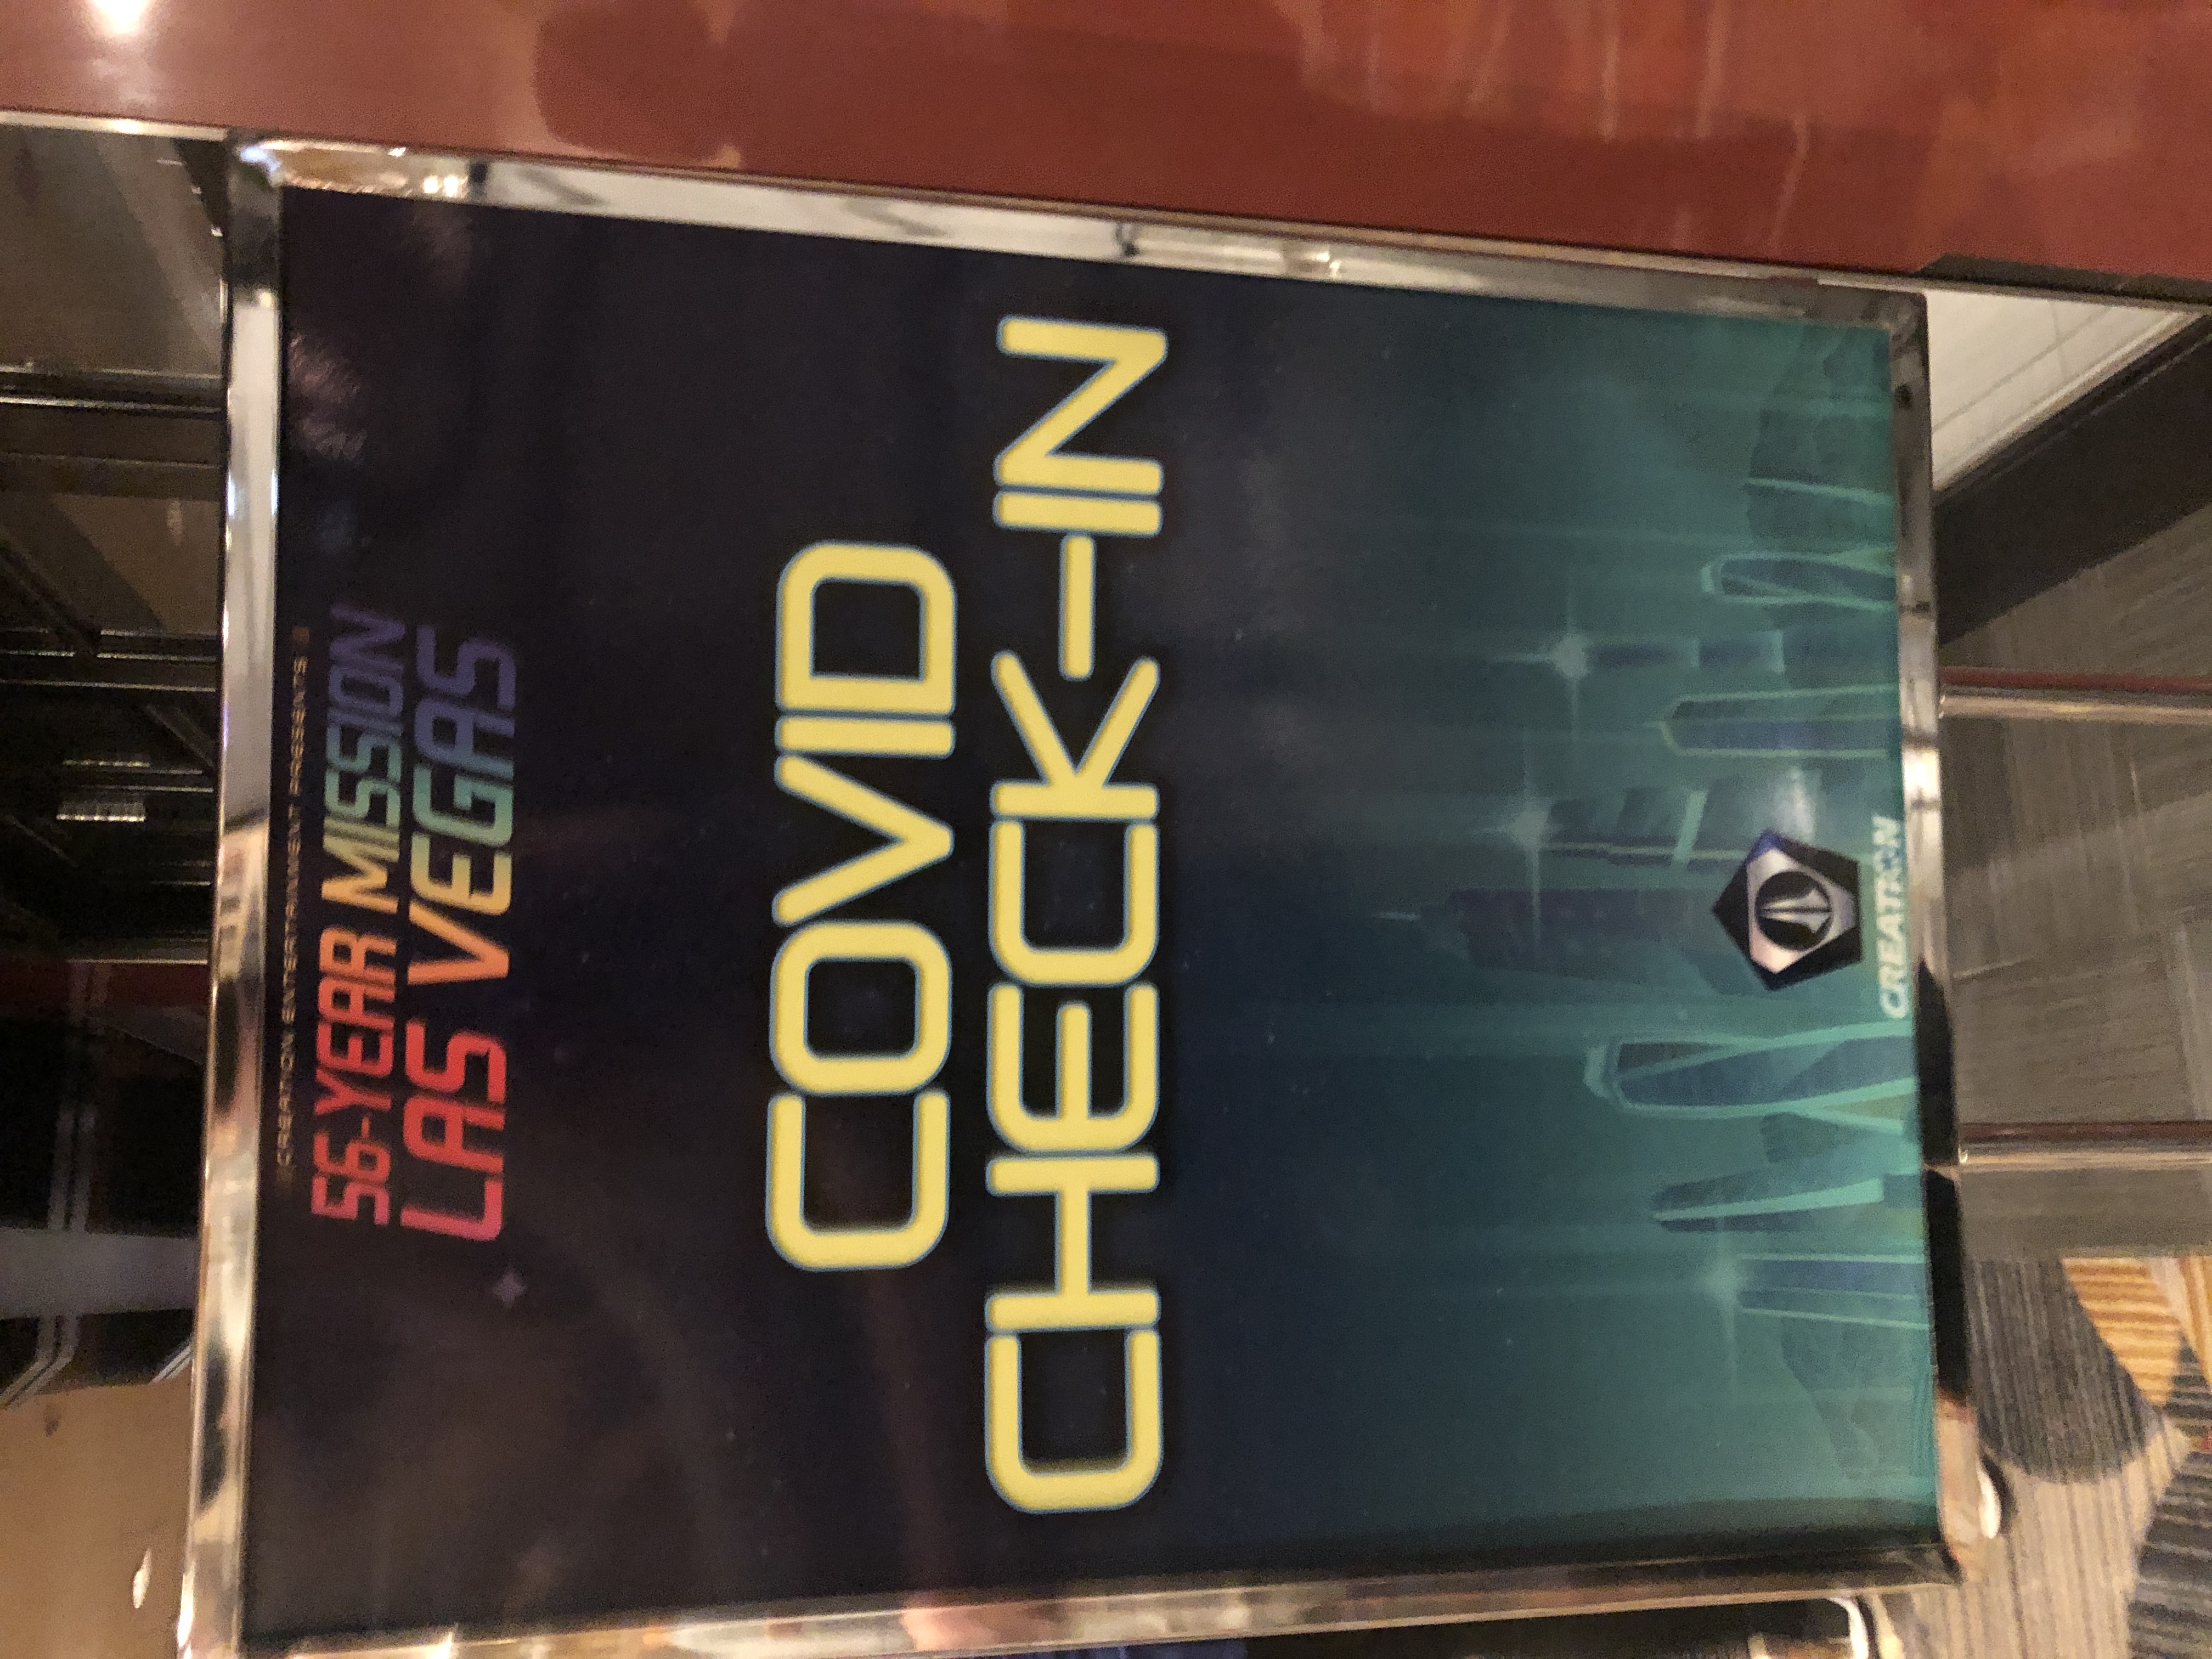 CREATION ENTERTAINMENT PRESENTS
56-YEAR MISSION
LAS VEGAS
COVID
CHECK-IN
CREATION